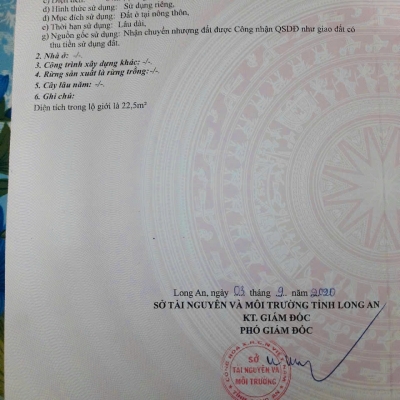 d) Hình thức sử dụng: Sử dụng riêng,
đ) Mục đích sử dụng: Đất ở tại nông thôn,
e) Thời hạn sử dụng: Lâu dài,
g) Nguồn gốc sử dụng: Nhận chuyển nhượng đất được Công nhận QSDĐ như giao đất có
thu tiền sử dụng đất.
2. Nhà ở: -/-.
3. Công trình xây dựng khác: -/-.
4. Rừng sản xuất là rừng trồng:-/-.
5. Cây lâu năm: -/-.
6. Ghi chú:
Diện tích trong lộ giới là 22,5m²
Long An, ngày 03 tháng 9 năm 2020
SỞ TÀI NGUYÊN VÀ MÔI TRƯỜNG TỈNH LONG AN
KT. GIÁM ĐỐC
PHÓ GIÁM ĐỐC
SỞ
TÀI NGUYÊN VÀ
MÔI TRƯỜNG